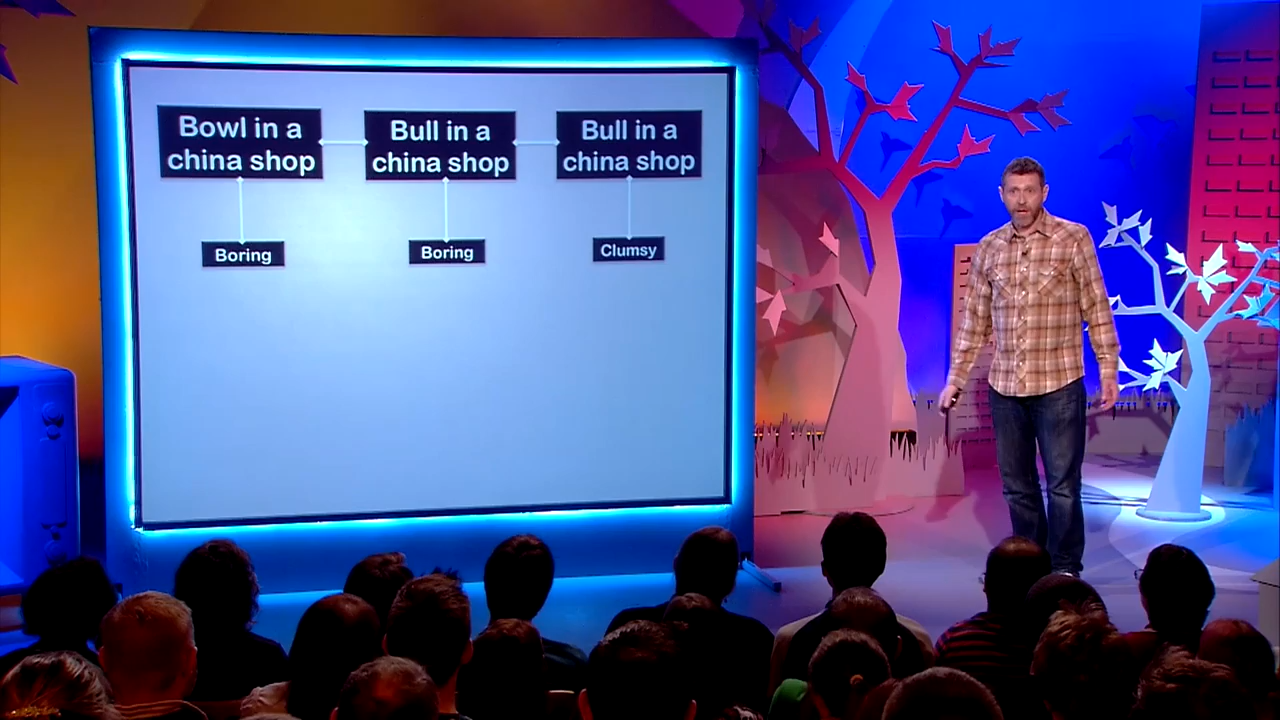 Bowl in a
china shop
Bull in a
china shop
Bull in a
china shop
Boring
Boring
Clumsy